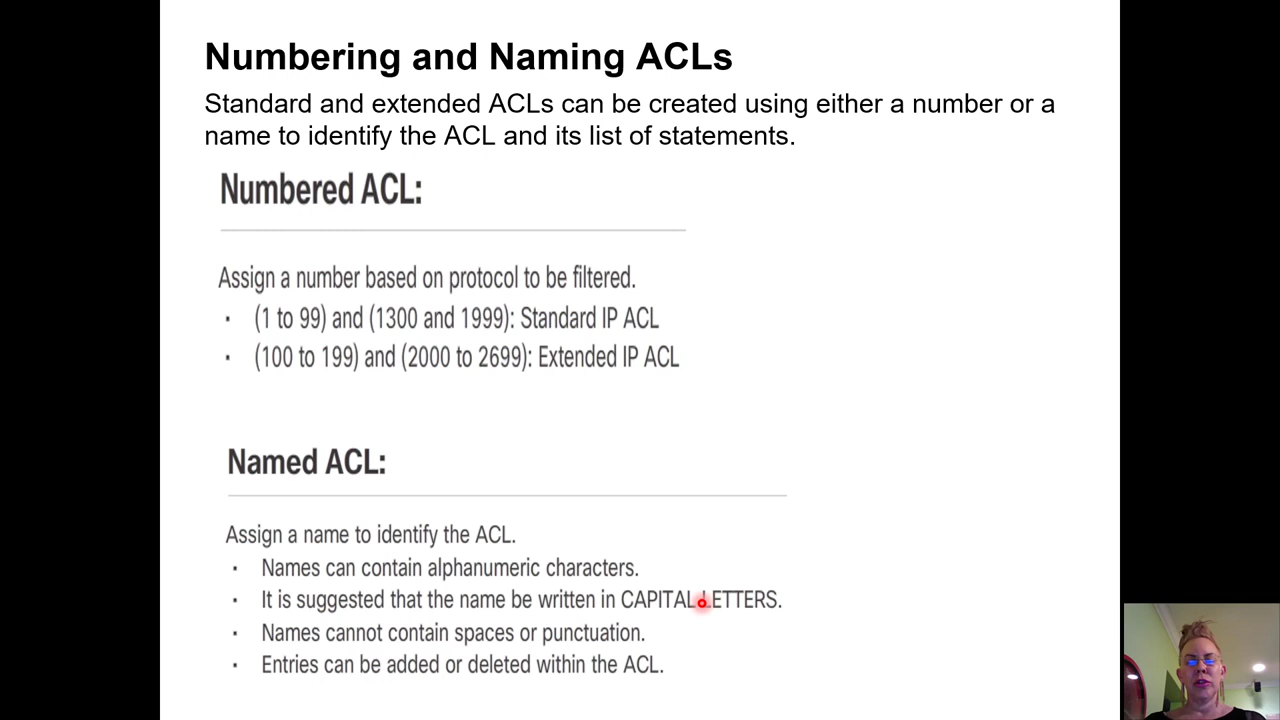 Numbering and Naming ACLs
Standard and extended ACLs can be created using either a number or a
name to identify the ACL and its list of statements.
Numbered ACL:
Assign a number based on protocol to be filtered.
· (1 to 99) and (1300 and 1999): Standard IP ACL
· (100 to 199) and (2000 to 2699): Extended IP ACL
Named ACL:
Assign a name to identify the ACL.
· Names can contain alphanumeric characters.
· It is suggested that the name be written in CAPITAL LETTERS.
· Names cannot contain spaces or punctuation.
· Entries can be added or deleted within the ACL.